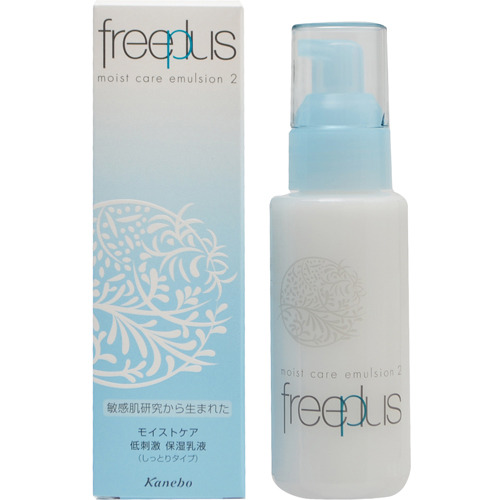 freeplus
moist care emulsion 2
敏感肌研究から生まれた
モイストケア
低刺激 保湿乳液
(しっとりタイプ)
Kanebo
moist care emulsion 2
freeplus